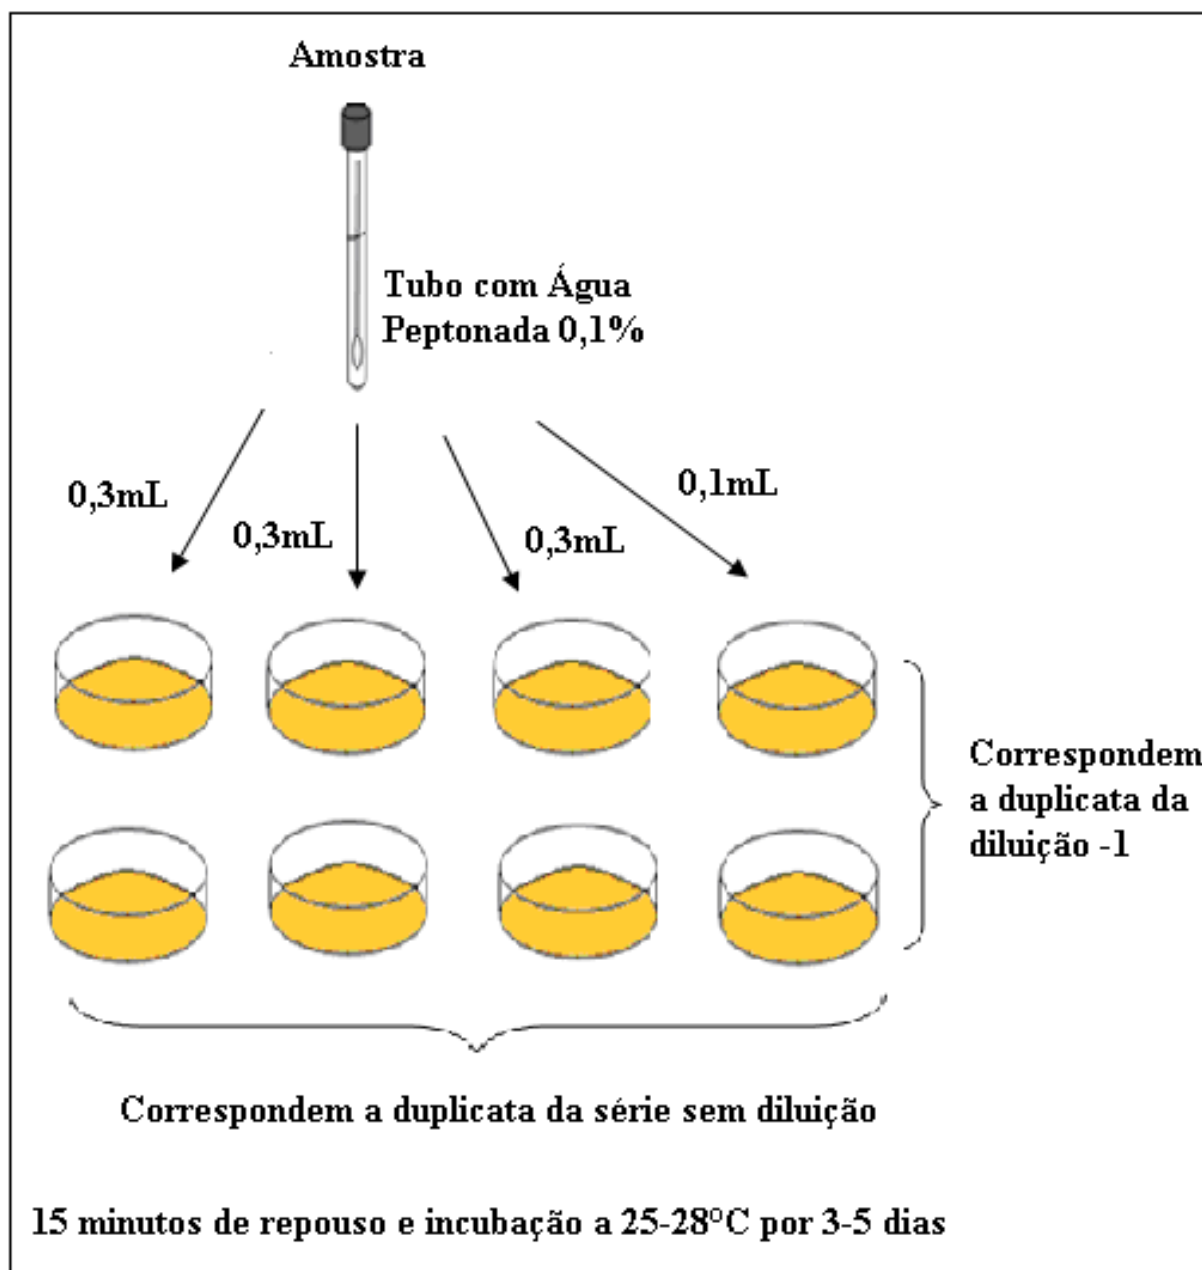 Amostra
Tubo com Água
Peptonada 0,1%
0,3mL
0,3mL
0,3mL
0,1mL
Correspondem
a duplicata da
diluição -1
Correspondem a duplicata da série sem diluição
15 minutos de repouso e incubação a 25-28ºC por 3-5 dias